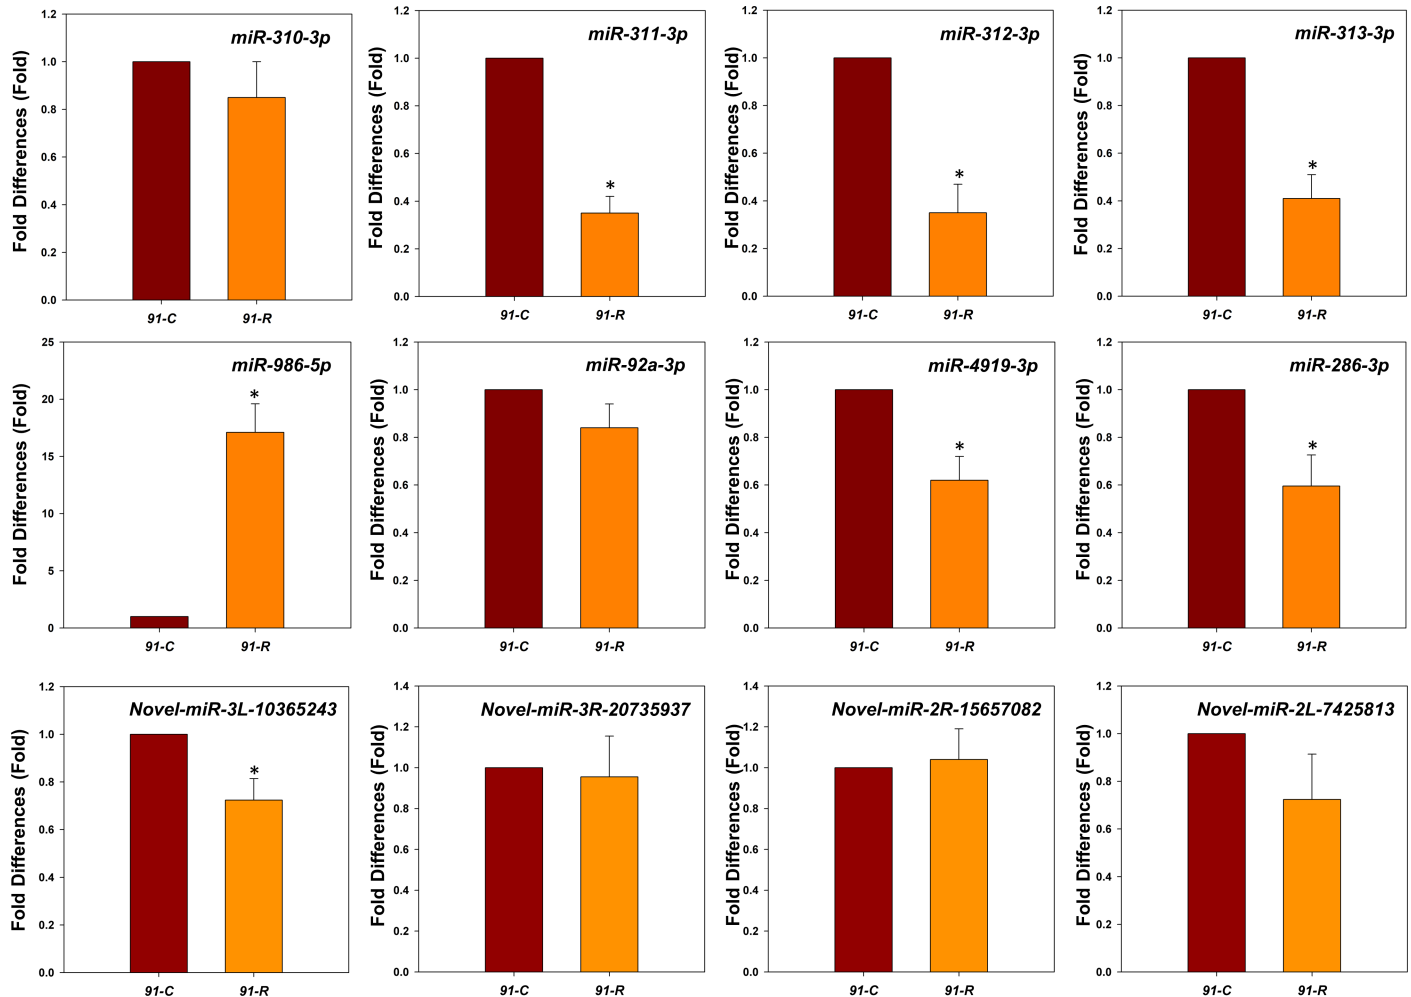 miR-310-3p
Fold Differences (Fold)
1.2
1.0
0.8
0.6
0.4
0.2
0.0
91-C 91-R
miR-311-3p
Fold Differences (Fold)
1.2
1.0
0.8
0.6
0.4
0.2
0.0
*
91-C 91-R
miR-312-3p
Fold Differences (Fold)
1.2
1.0
0.8
0.6
0.4
0.2
0.0
*
91-C 91-R
miR-313-3p
Fold Differences (Fold)
1.2
1.0
0.8
0.6
0.4
0.2
0.0
*
91-C 91-R
miR-986-5p
Fold Differences (Fold)
25
20
15
10
5
0
*
91-C 91-R
miR-92a-3p
Fold Differences (Fold)
1.2
1.0
0.8
0.6
0.4
0.2
0.0
91-C 91-R
miR-4919-3p
Fold Differences (Fold)
1.2
1.0
0.8
0.6
0.4
0.2
0.0
*
91-C 91-R
miR-286-3p
Fold Differences (Fold)
1.2
1.0
0.8
0.6
0.4
0.2
0.0
*
91-C 91-R
Novel-miR-3L-10365243
Fold Differences (Fold)
1.2
1.0
0.8
0.6
0.4
0.2
0.0
*
91-C 91-R
Novel-miR-3R-20735937
Fold Differences (Fold)
1.4
1.2
1.0
0.8
0.6
0.4
0.2
0.0
91-C 91-R
Novel-miR-2R-15657082
Fold Differences (Fold)
1.4
1.2
1.0
0.8
0.6
0.4
0.2
0.0
91-C 91-R
Novel-miR-2L-7425813
Fold Differences (Fold)
1.2
1.0
0.8
0.6
0.4
0.2
0.0
91-C 91-R